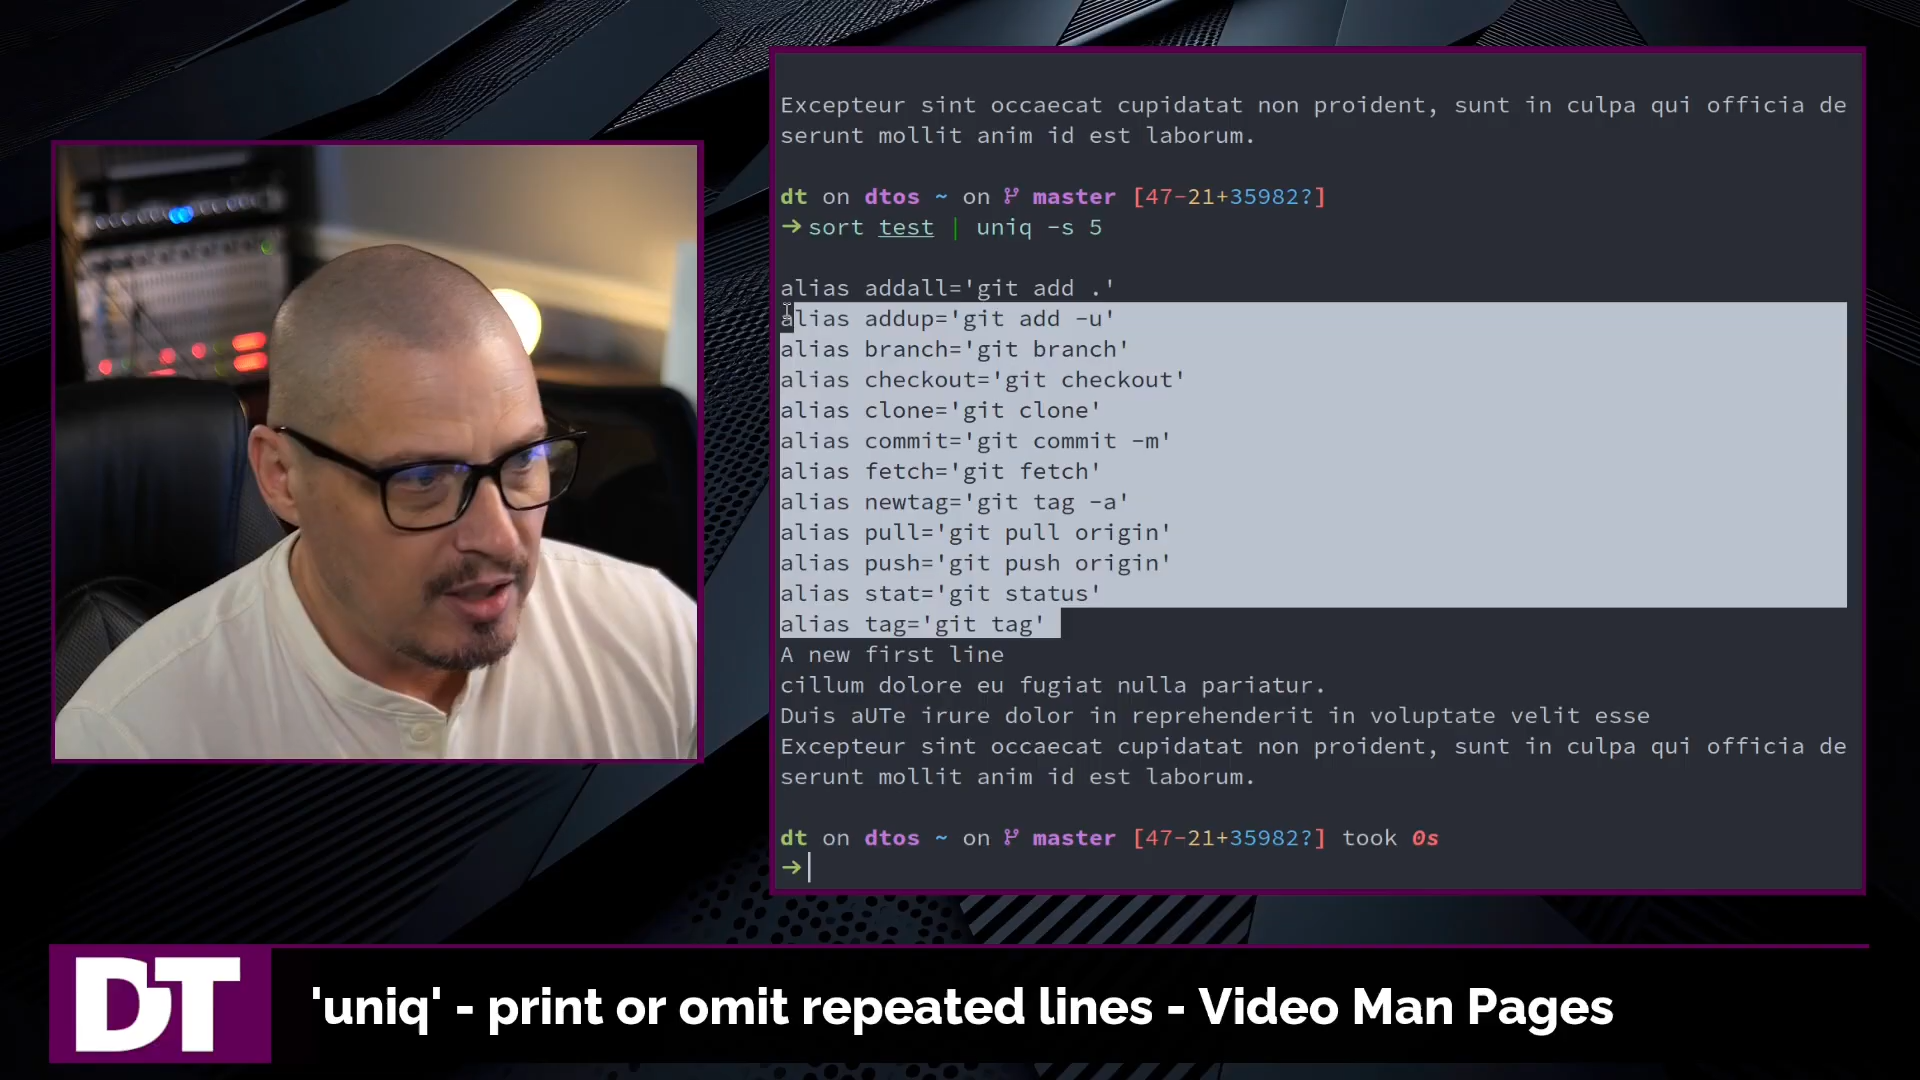 Excepteur sint occaecat cupidatat non proident, sunt in culpa qui officia de
serunt mollit anim id est laborum.
dt on dtos ~ on master [47-21+35982?]
→ sort test | uniq -s 5
alias addall='git add .'
alias addup='git add -u'
alias branch='git branch'
alias checkout='git checkout'
alias clone='git clone'
alias commit='git commit -m'
alias fetch='git fetch'
alias newtag='git tag -a'
alias pull='git pull origin'
alias push='git push origin'
alias stat='git status'
alias tag='git tag'
A new first line
cillum dolore eu fugiat nulla pariatur.
Duis aUTe irure dolor in reprehenderit in voluptate velit esse
Excepteur sint occaecat cupidatat non proident, sunt in culpa qui officia de
serunt mollit anim id est laborum.
dt on dtos ~ on master [47-21+35982?] took 0s
→
DT
'uniq' - print or omit repeated lines - Video Man Pages